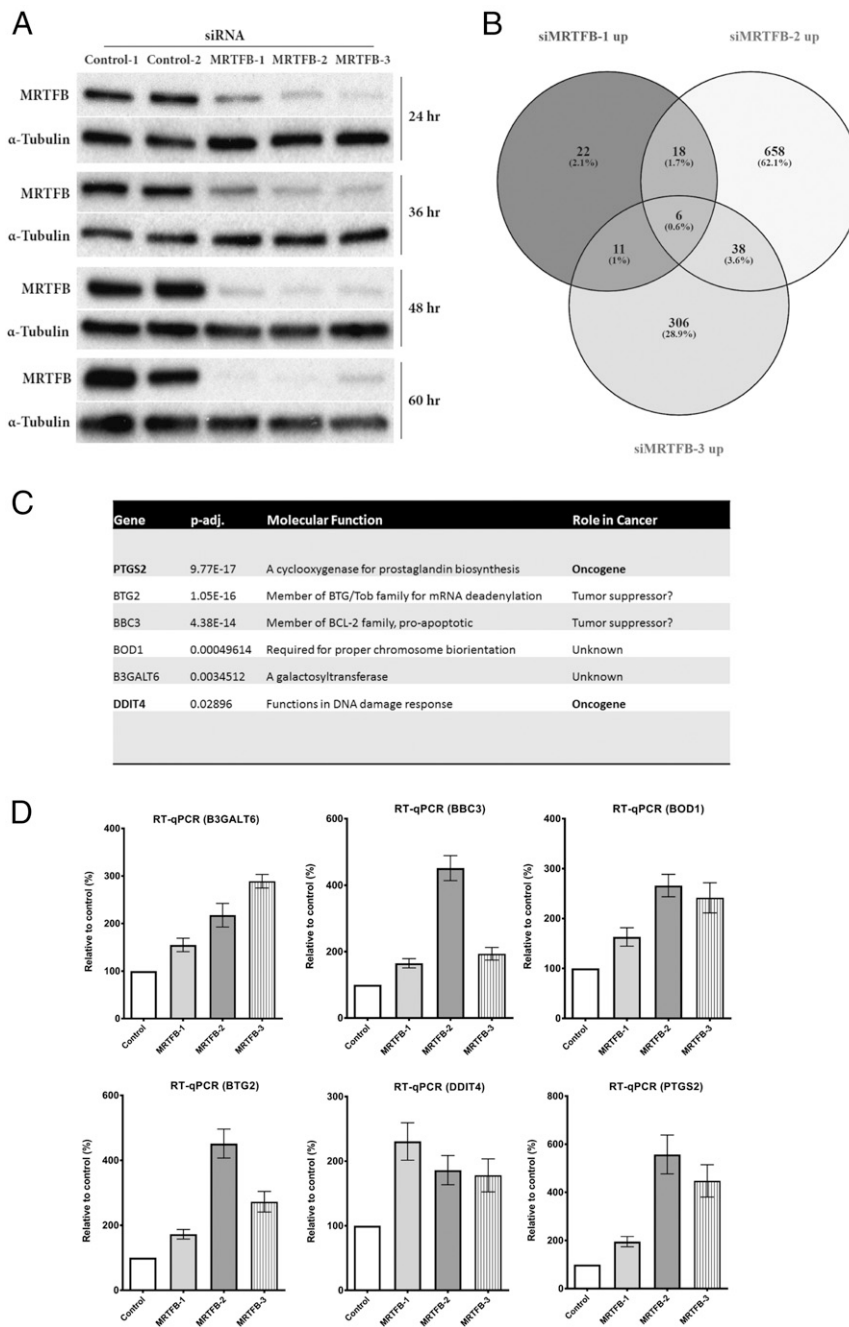 A
siRNA
Control-1 Control-2 MRTFB-1 MRTFB-2 MRTFB-3
MRTFB
α-Tubulin
24 hr
MRTFB
α-Tubulin
36 hr
MRTFB
α-Tubulin
48 hr
MRTFB
α-Tubulin
60 hr
B
siMRTFB-1 up
siMRTFB-2 up
22
(2.1%)
18
(1.7%)
658
(62.1%)
6
(0.6%)
11
(1%)
38
(3.6%)
306
(28.9%)
siMRTFB-3 up
C
Gene p-adj. Molecular Function Role in Cancer
PTGS2 9.77E-17 A cyclooxygenase for prostaglandin biosynthesis Oncogene
BTG2 1.05E-16 Member of BTG/Tob family for mRNA deadenylation Tumor suppressor?
BBC3 4.38E-14 Member of BCL-2 family, pro-apoptotic Tumor suppressor?
BOD1 0.00049614 Required for proper chromosome biorientation Unknown
B3GALT6 0.0034512 A galactosyltransferase Unknown
DDIT4 0.02896 Functions in DNA damage response Oncogene
D
RT-qPCR (B3GALT6)
Relative to control (%)
400
300
200
100
0
Control MRTFB-1 MRTFB-2 MRTFB-3
RT-qPCR (BBC3)
Relative to control (%)
600
400
200
0
Control MRTFB-1 MRTFB-2 MRTFB-3
RT-qPCR (BOD1)
Relative to control (%)
400
300
200
100
0
Control MRTFB-1 MRTFB-2 MRTFB-3
RT-qPCR (BTG2)
Relative to control (%)
600
400
200
0
Control MRTFB-1 MRTFB-2 MRTFB-3
RT-qPCR (DDIT4)
Relative to control (%)
300
200
100
0
Control MRTFB-1 MRTFB-2 MRTFB-3
RT-qPCR (PTGS2)
Relative to control (%)
800
600
400
200
0
Control MRTFB-1 MRTFB-2 MRTFB-3